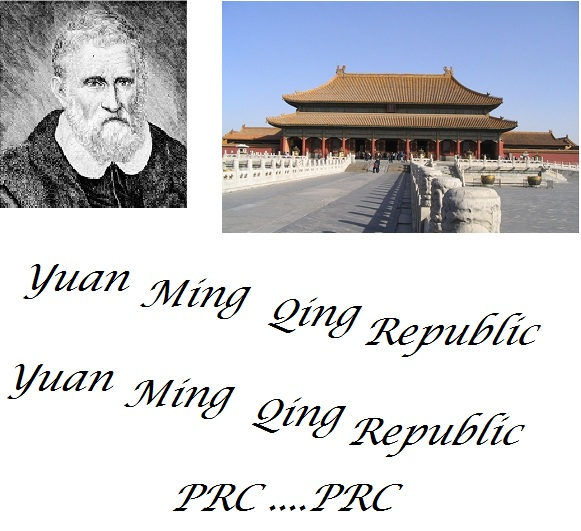 Yuan Ming Qing Republic
Yuan Ming Qing Republic
PRC ....PRC